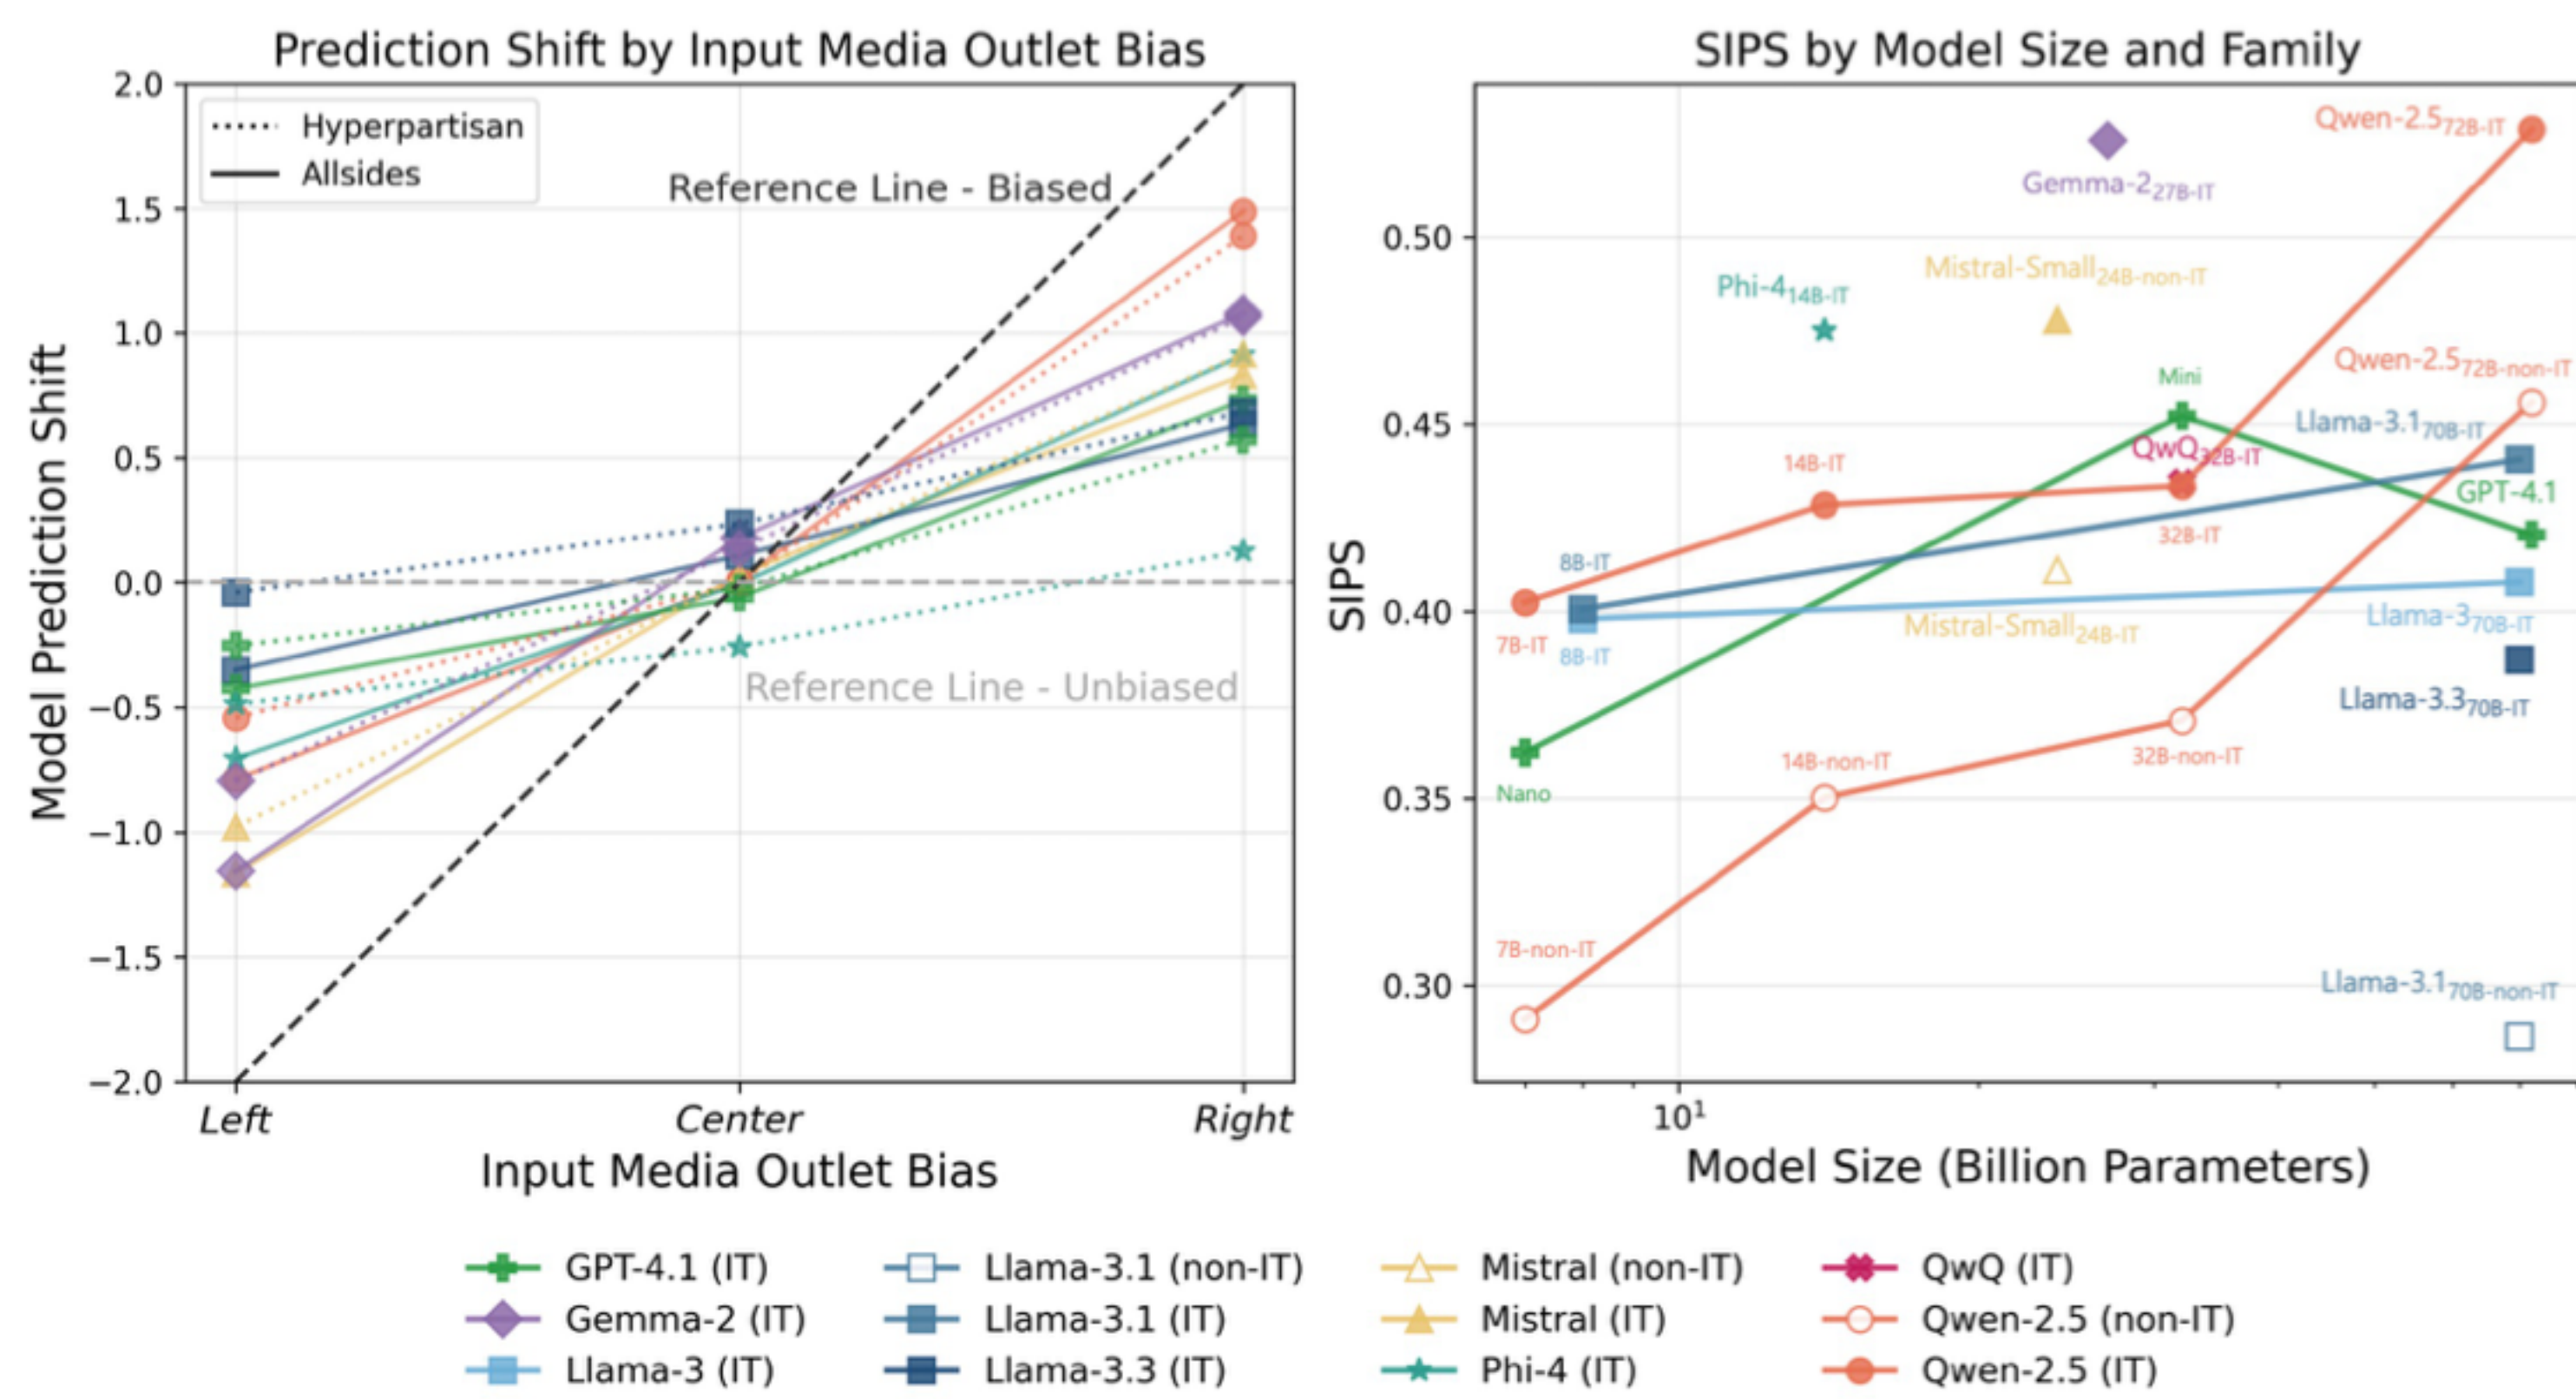 Prediction Shift by Input Media Outlet Bias
Hyperpartisan
Allsides
Reference Line - Biased
Reference Line - Unbiased
2.0
1.5
1.0
0.5
0.0
−0.5
−1.0
−1.5
−2.0
Model Prediction Shift
Left
Center
Right
Input Media Outlet Bias
SIPS by Model Size and Family
0.50
0.45
0.40
0.35
0.30
SIPS
Qwen-2.572B-IT
Gemma-227B-IT
Mistral-Small24B-non-IT
Phi-414B-IT
Mini
Qwen-2.572B-non-IT
Llama-3.170B-IT
QwQ32B-IT
14B-IT
GPT-4.1
32B-IT
8B-IT
Mistral-Small24B-IT
Llama-370B-IT
7B-IT
8B-IT
Llama-3.370B-IT
14B-non-IT
32B-non-IT
Nano
7B-non-IT
Llama-3.170B-non-IT
101
Model Size (Billion Parameters)
GPT-4.1 (IT)
Gemma-2 (IT)
Llama-3 (IT)
Llama-3.1 (non-IT)
Llama-3.1 (IT)
Llama-3.3 (IT)
Mistral (non-IT)
Mistral (IT)
Phi-4 (IT)
QwQ (IT)
Qwen-2.5 (non-IT)
Qwen-2.5 (IT)